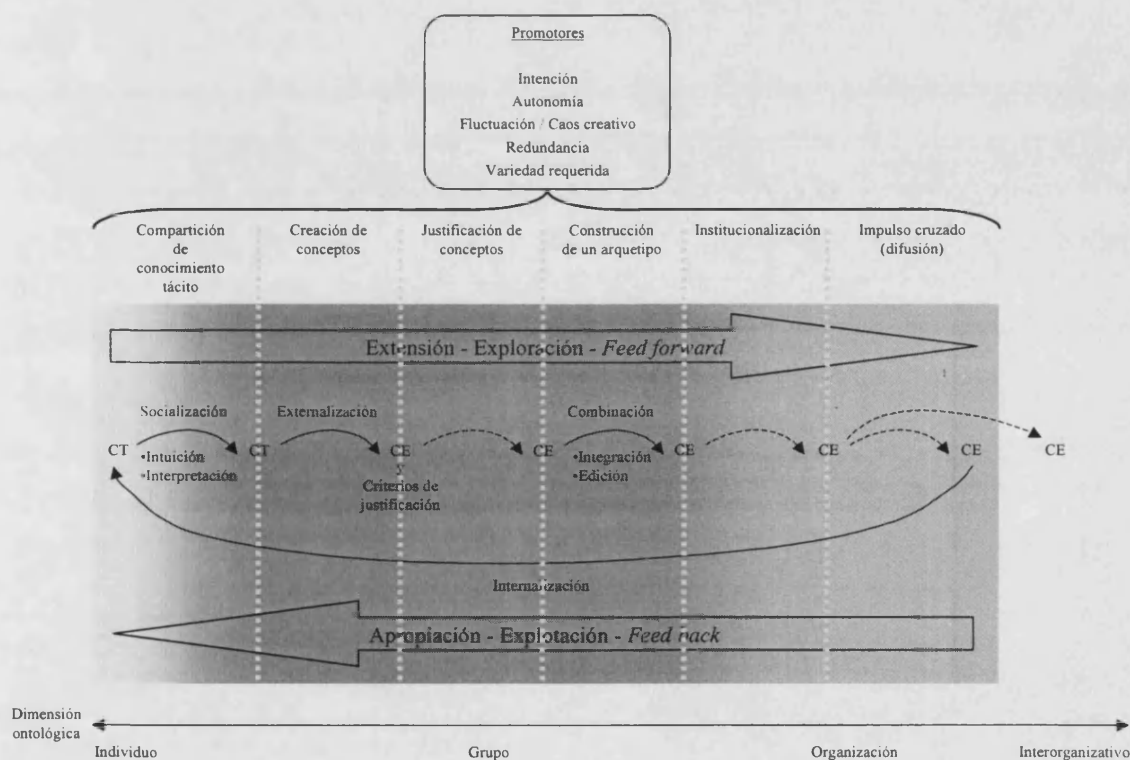 Promotores
Intención
Autonomía
Fluctuación / Caos creativo
Redundancia
Variedad requerida
Compartición
de
conocimiento
tácito
Creación de
conceptos
Justificación de
conceptos
Construcción
de un arquetipo
Institucionalización
Impulso cruzado
(difusión)
Extensión - Exploración - Feed forward
Socialización
Externalización
Combinación
CT
CT
CE
CE
CE
CE
CE
CE
•Intuición
•Interpretación
y
Criterios de
justificación
•Integración
•Edición
Internalización
Apropiación - Explotación - Feed back
Dimensión
ontológica
Individuo
Grupo
Organización
Interorganizativo